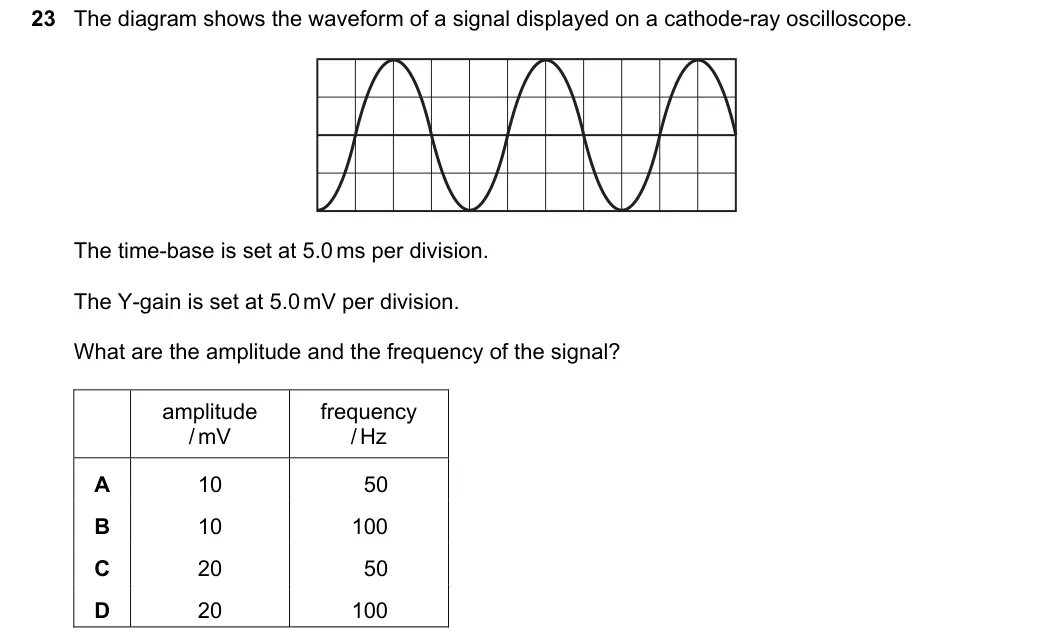 23 The diagram shows the waveform of a signal displayed on a cathode-ray oscilloscope.
The time-base is set at 5.0 ms per division.
The Y-gain is set at 5.0 mV per division.
What are the amplitude and the frequency of the signal?
amplitude / mV frequency / Hz
A 10 50
B 10 100
C 20 50
D 20 100